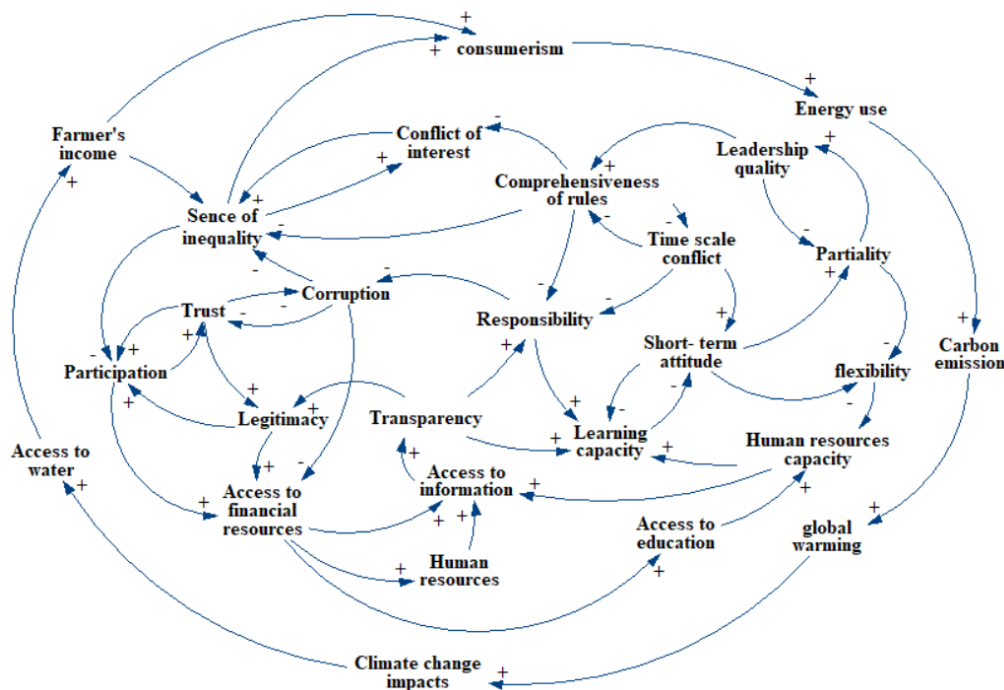 consumerism
Energy use
Farmer's
income
Conflict of
interest
Leadership
quality
Comprehensiveness
of rules
Sence of
inequality
Time scale
conflict
Partiality
Corruption
Trust
Responsibility
Short- term
attitude
Carbon
emission
flexibility
Participation
Legitimacy
Transparency
Learning
capacity
Human resources
capacity
Access to
water
Access to
information
Access to
financial
resources
Access to
education
global
warming
Human
resources
Climate change
impacts